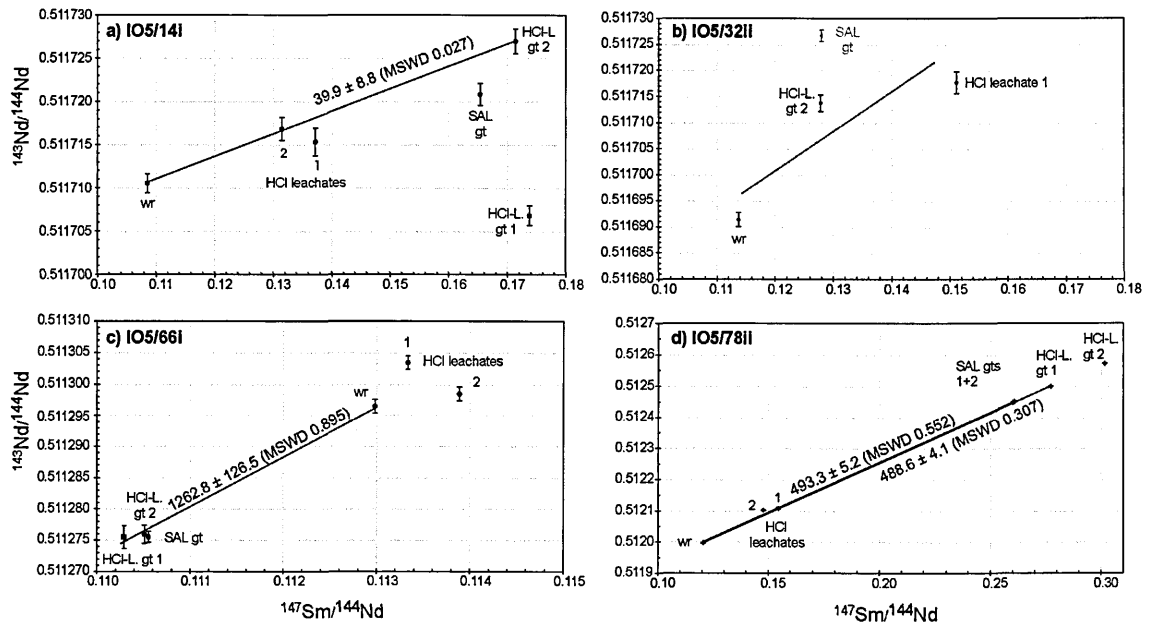 a) IO5/14i
0.511730
0.511725
0.511720
0.511715
0.511710
0.511705
0.511700
0.10
0.11
0.12
0.13
0.14
0.15
0.16
0.17
0.18
143Nd/144Nd
39.9 ± 8.8 (MSWD 0.027)
HCl-L
gt 2
SAL
gt
2
1
HCl leachates
wr
HCl-L.
gt 1
b) IO5/32ii
0.511730
0.511725
0.511720
0.511715
0.511710
0.511705
0.511700
0.511695
0.511690
0.511685
0.511680
0.10
0.11
0.12
0.13
0.14
0.15
0.16
0.17
0.18
SAL
gt
HCl-L.
gt 2
HCl leachate 1
wr
c) IO5/66i
0.511310
0.511305
0.511300
0.511295
0.511290
0.511285
0.511280
0.511275
0.511270
0.110
0.111
0.112
0.113
0.114
0.115
143Nd/144Nd
147Sm/144Nd
1
HCl leachates
2
wr
1262.8 ± 126.5 (MSWD 0.895)
HCl-L.
gt 2
SAL gt
HCl-L. gt 1
d) IO5/78ii
0.5127
0.5126
0.5125
0.5124
0.5123
0.5122
0.5121
0.5120
0.5119
0.10
0.15
0.20
0.25
0.30
147Sm/144Nd
HCl-L.
gt 2
HCl-L.
gt 1
SAL gts
1+2
493.3 ± 5.2 (MSWD 0.552)
488.6 ± 4.1 (MSWD 0.307)
2
1
HCl
leachates
wr